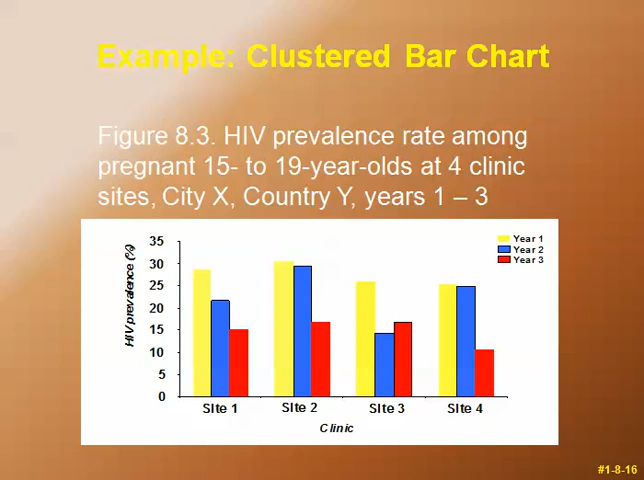 Example: Clustered Bar Chart
Figure 8.3. HIV prevalence rate among
pregnant 15- to 19-year-olds at 4 clinic
sites, City X, Country Y, years 1 – 3
HIV prevalence (%)
35
30
25
20
15
10
5
0
Year 1
Year 2
Year 3
Site 1 Site 2 Site 3 Site 4
Clinic
#1-8-16